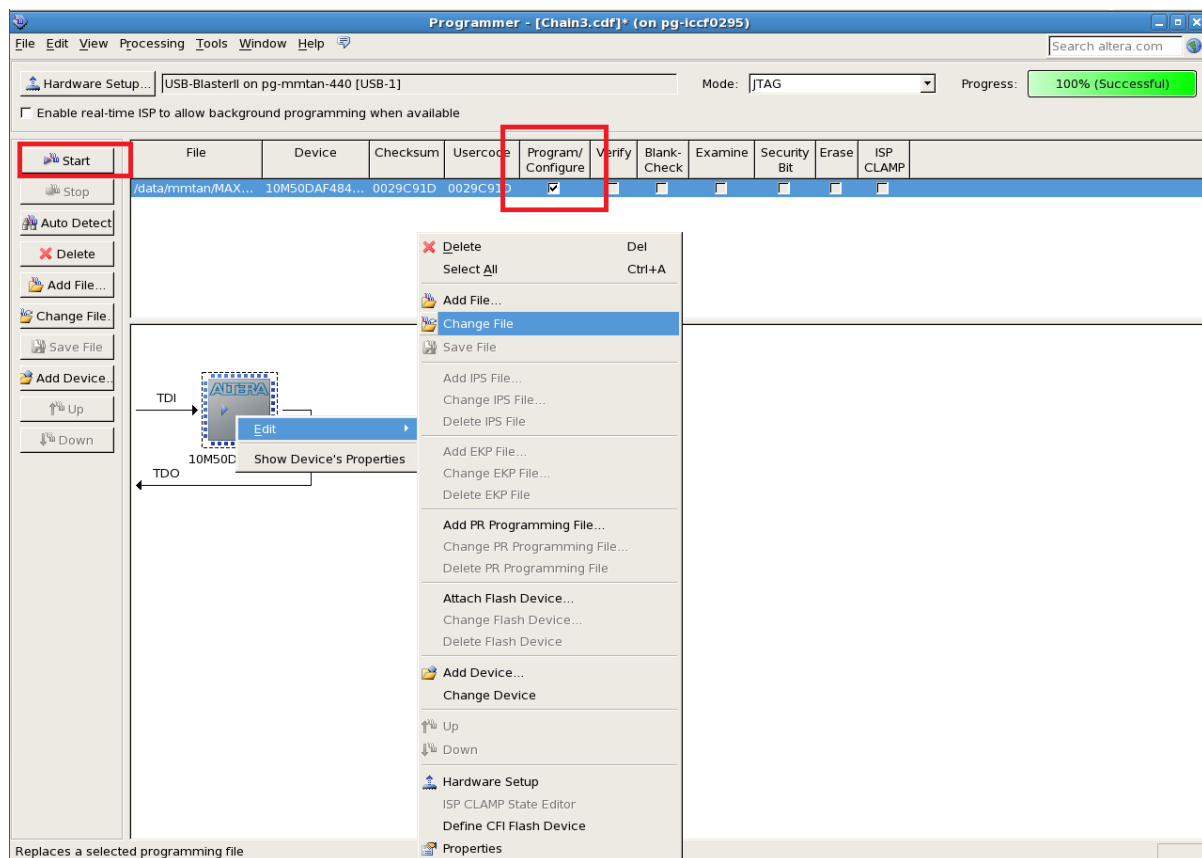 Programmer - [Chain3.cdf]* (on pg-iccf0295)
File Edit View Processing Tools Window Help
Search altera.com
Hardware Setup... USB-BlasterII on pg-mmtan-440 [USB-1] Mode: JTAG Progress: 100% (Successful)
Enable real-time ISP to allow background programming when available
Start
Stop
Auto Detect
Delete
Add File...
Change File.
Save File
Add Device.
Up
Down
File Device Checksum Usercode Program/ Verify Blank- Examine Security Erase ISP
Configure Check Bit CLAMP
/data/mmtan/MAX... 10M50DAF484... 0029C91D 0029C91D
TDI
ALTERA
10M50D
TDO
Edit
Show Device's Properties
Delete Del
Select All Ctrl+A
Add File...
Change File
Save File
Add IPS File...
Change IPS File...
Delete IPS File
Add EKP File...
Change EKP File...
Delete EKP File
Add PR Programming File...
Change PR Programming File...
Delete PR Programming File
Attach Flash Device...
Change Flash Device...
Delete Flash Device
Add Device...
Change Device
Up
Down
Hardware Setup
ISP CLAMP State Editor
Define CFI Flash Device
Properties
Replaces a selected programming file